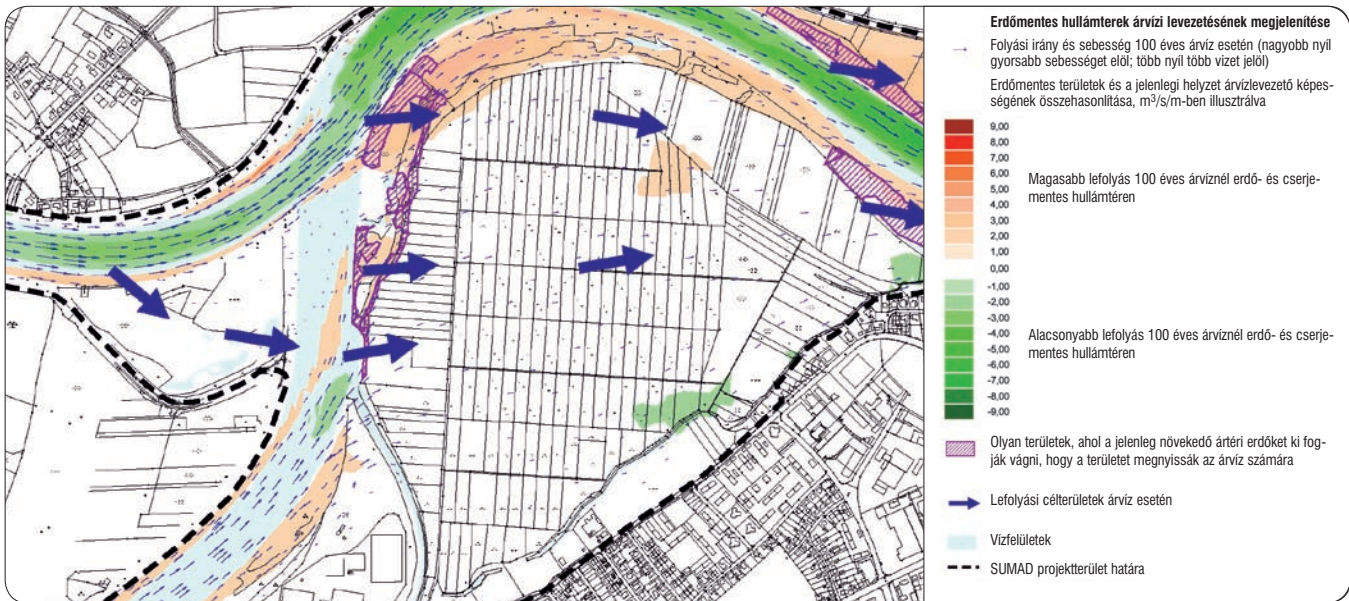 Erdőmentes hullámterek árvízi levezetésének megjelenítése
Folyási irány és sebesség 100 éves árvíz esetén (nagyobb nyíl
gyorsabb sebességet elöl; több nyíl több vizet jelöl)
Erdőmentes területek és a jelenlegi helyzet árvízlevezető képes-
ségének összehasonlítása, m³/s/m-ben illusztrálva
9,00
8,00
7,00
6,00
5,00
4,00
3,00
2,00
1,00
0,00
-1,00
-2,00
-3,00
-4,00
-5,00
-6,00
-7,00
-8,00
-9,00
Magasabb lefolyás 100 éves árvíznél erdő- és cserje-
mentes hullámtéren
Alacsonyabb lefolyás 100 éves árvíznél erdő- és cserje-
mentes hullámtéren
Olyan területek, ahol a jelenleg növekedő ártéri erdőket ki fog-
ják vágni, hogy a területet megnyissák az árvíz számára
Lefolyási célterületek árvíz esetén
Vízfelületek
SUMAD projektterület határa